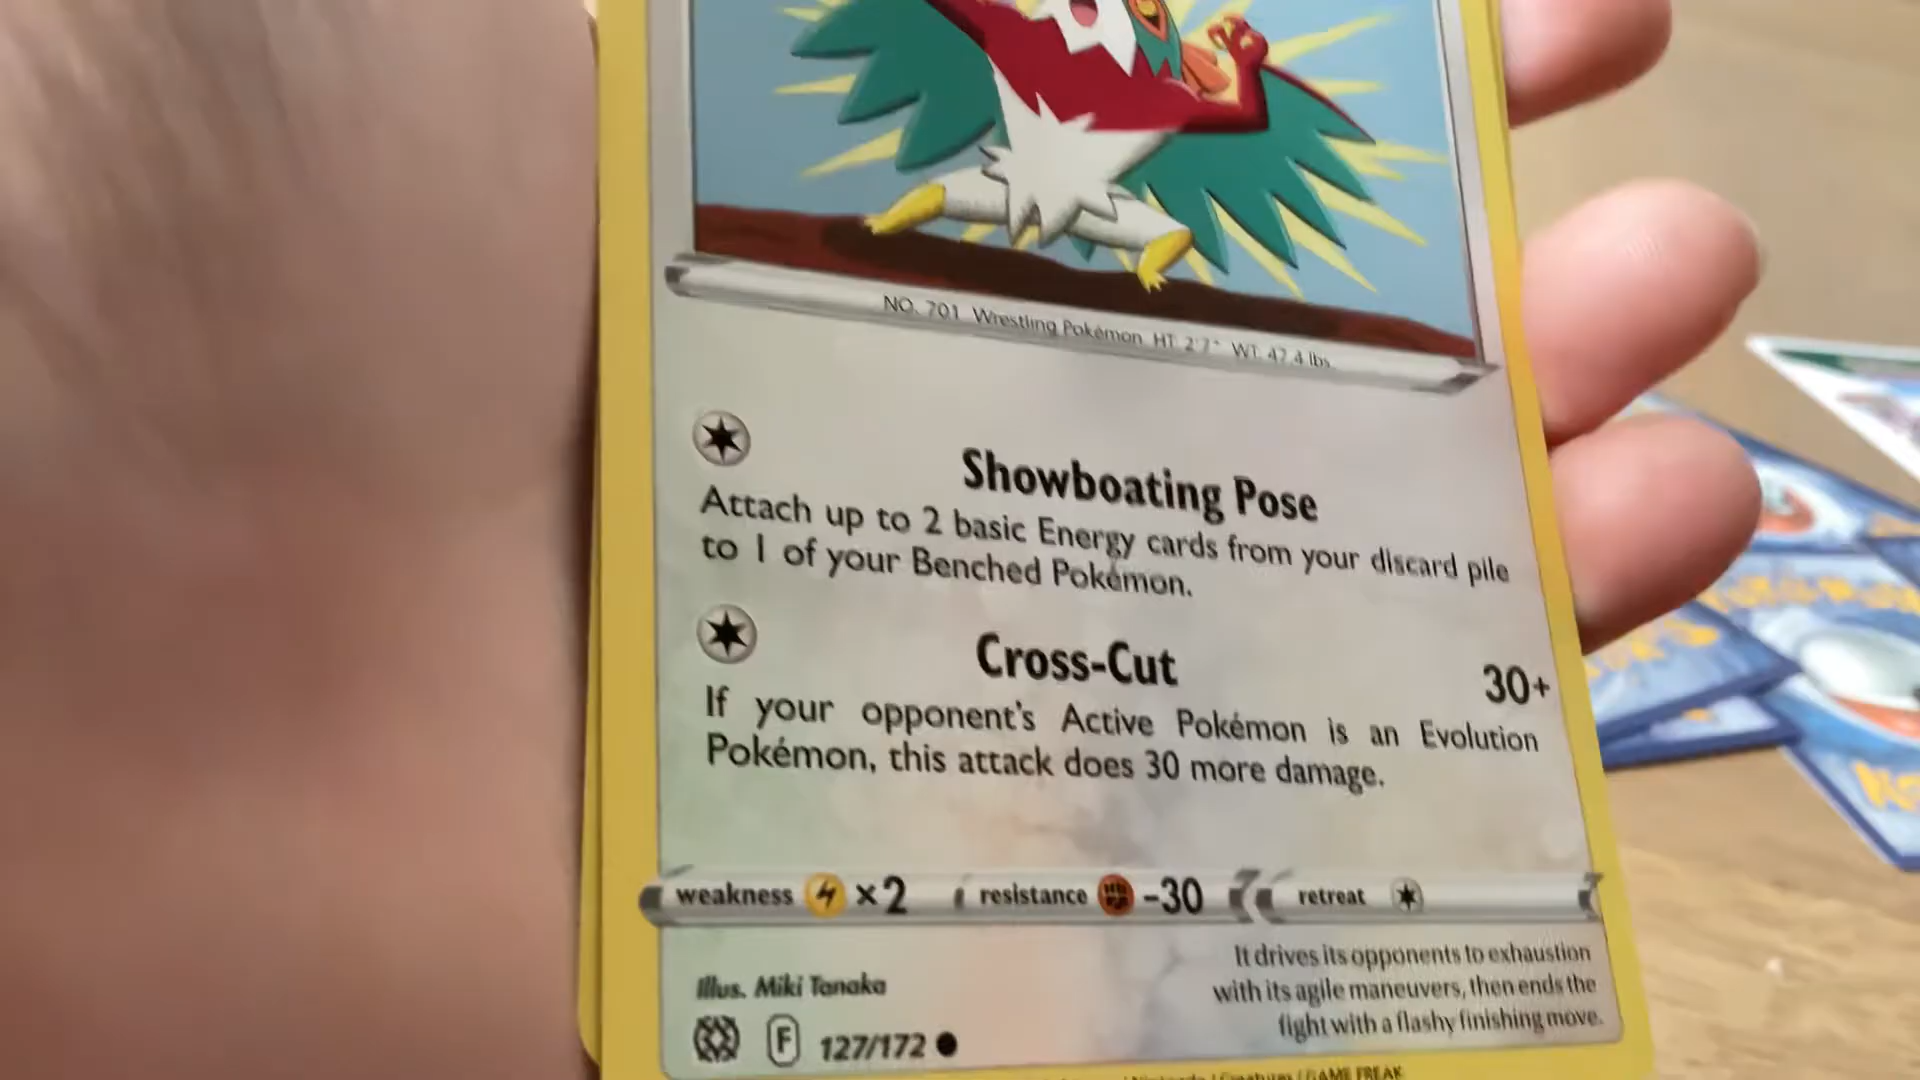 NO. 701 Wrestling Pokémon HT: 2'7" WT: 47.4 lbs.
Showboating Pose
Attach up to 2 basic Energy cards from your discard pile
to 1 of your Benched Pokémon.
Cross-Cut 30+
If your opponent's Active Pokémon is an Evolution
Pokémon, this attack does 30 more damage.
weakness ×2 resistance -30 retreat
It drives its opponents to exhaustion
with its agile maneuvers, then ends the
fight with a flashy finishing move.
Illus. Miki Tanaka
F 127/172
/ GAME FREAK